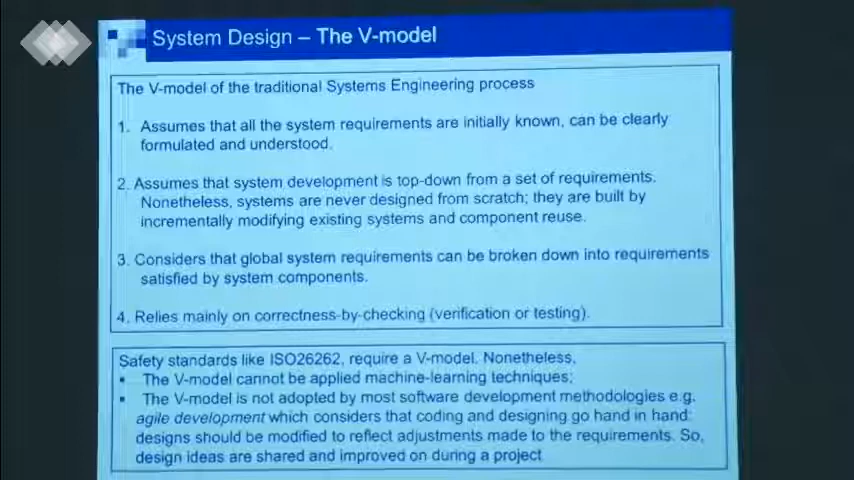 System Design – The V-model
The V-model of the traditional Systems Engineering process
1. Assumes that all the system requirements are initially known, can be clearly
formulated and understood.
2. Assumes that system development is top-down from a set of requirements.
Nonetheless, systems are never designed from scratch; they are built by
incrementally modifying existing systems and component reuse.
3. Considers that global system requirements can be broken down into requirements
satisfied by system components.
4. Relies mainly on correctness-by-checking (verification or testing).
Safety standards like ISO26262, require a V-model. Nonetheless,
▪ The V-model cannot be applied machine-learning techniques;
▪ The V-model is not adopted by most software development methodologies e.g.
agile development which considers that coding and designing go hand in hand:
designs should be modified to reflect adjustments made to the requirements. So,
design ideas are shared and improved on during a project